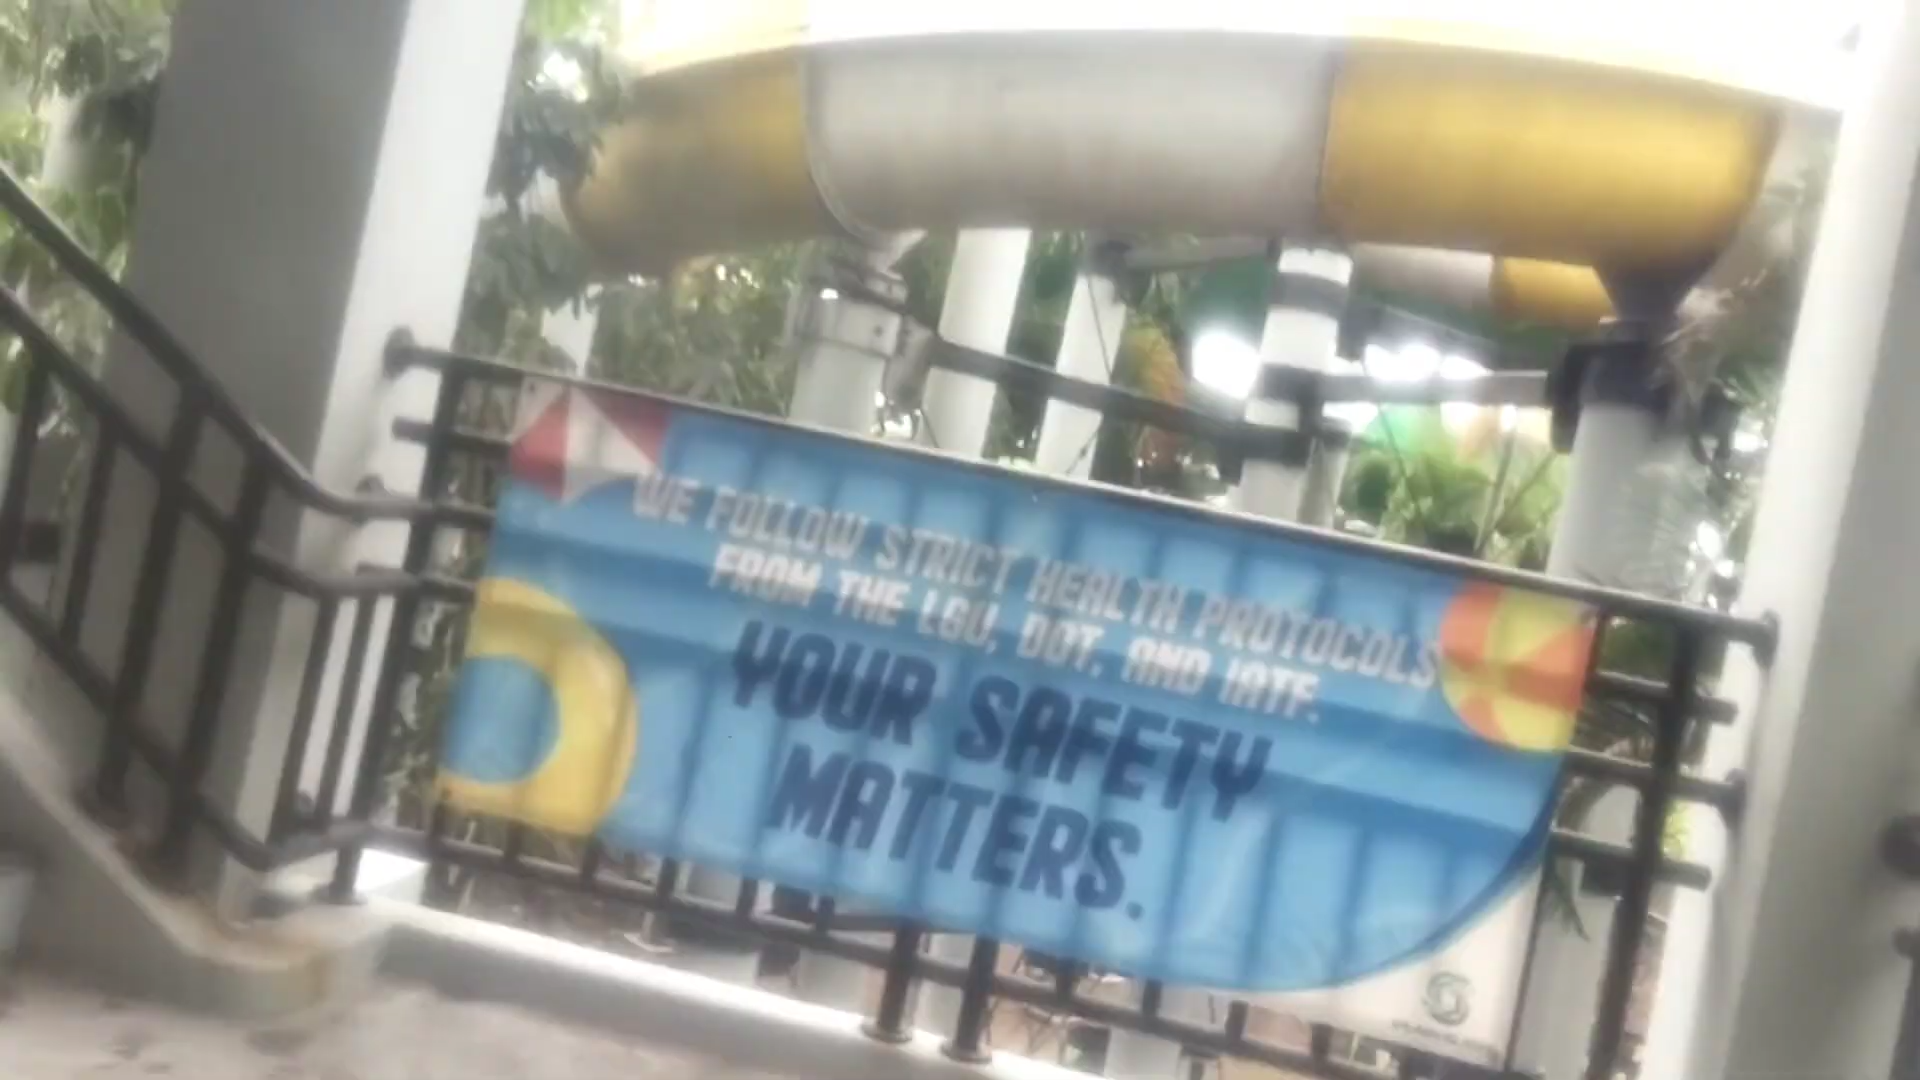 WE FOLLOW STRICT HEALTH PROTOCOLS
FROM THE LGU, DOT, AND IATF.
YOUR SAFETY
MATTERS.